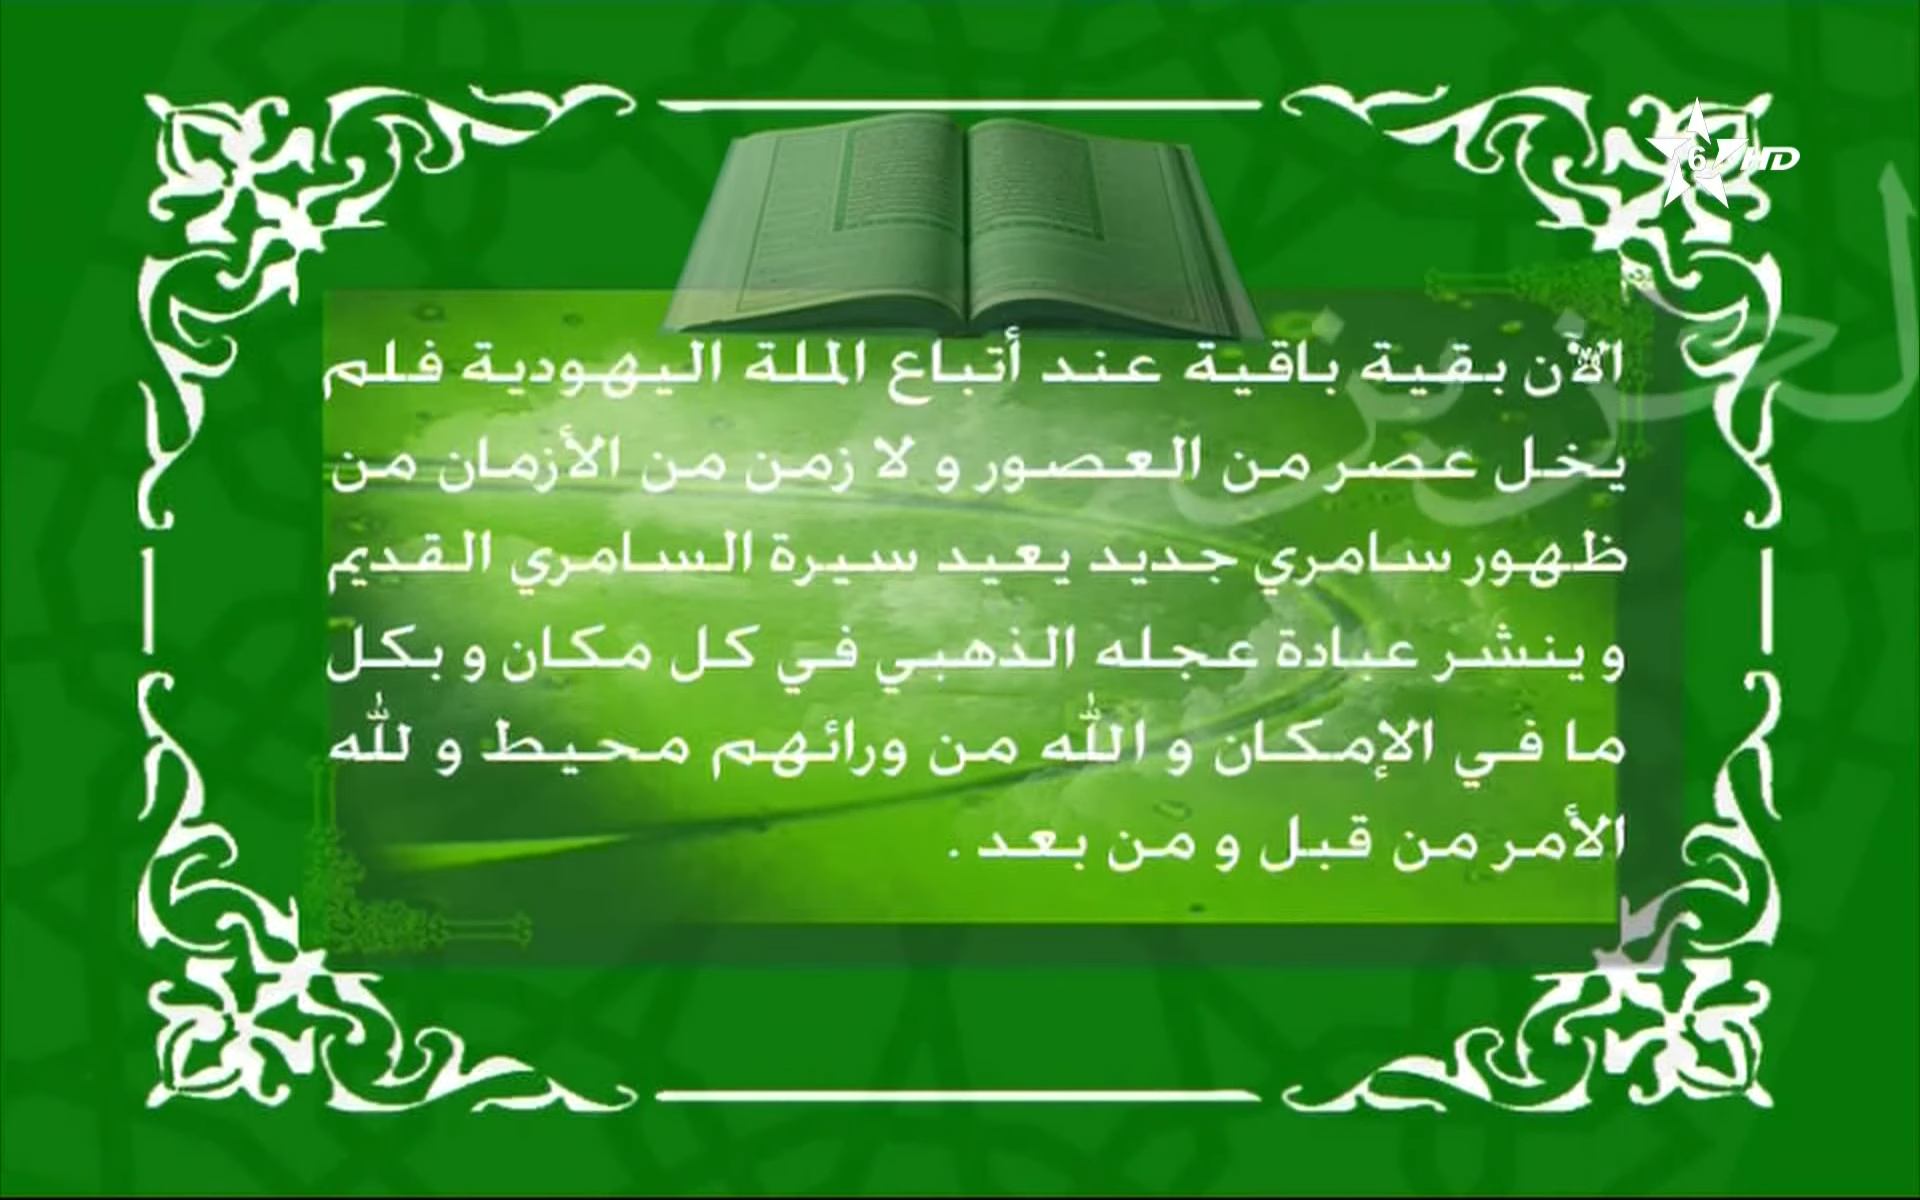 6 HD
الآن بقية باقية عند أتباع الملة اليهودية فلم
يخل عصر من العصور و لا زمن من الأزمان من
ظهور سامري جديد يعيد سيرة السامري القديم
و ينشر عبادة عجله الذهبي في كل مكان و بكل
ما في الإمكان و الله من ورائهم محيط و لله
الأمر من قبل و من بعد .